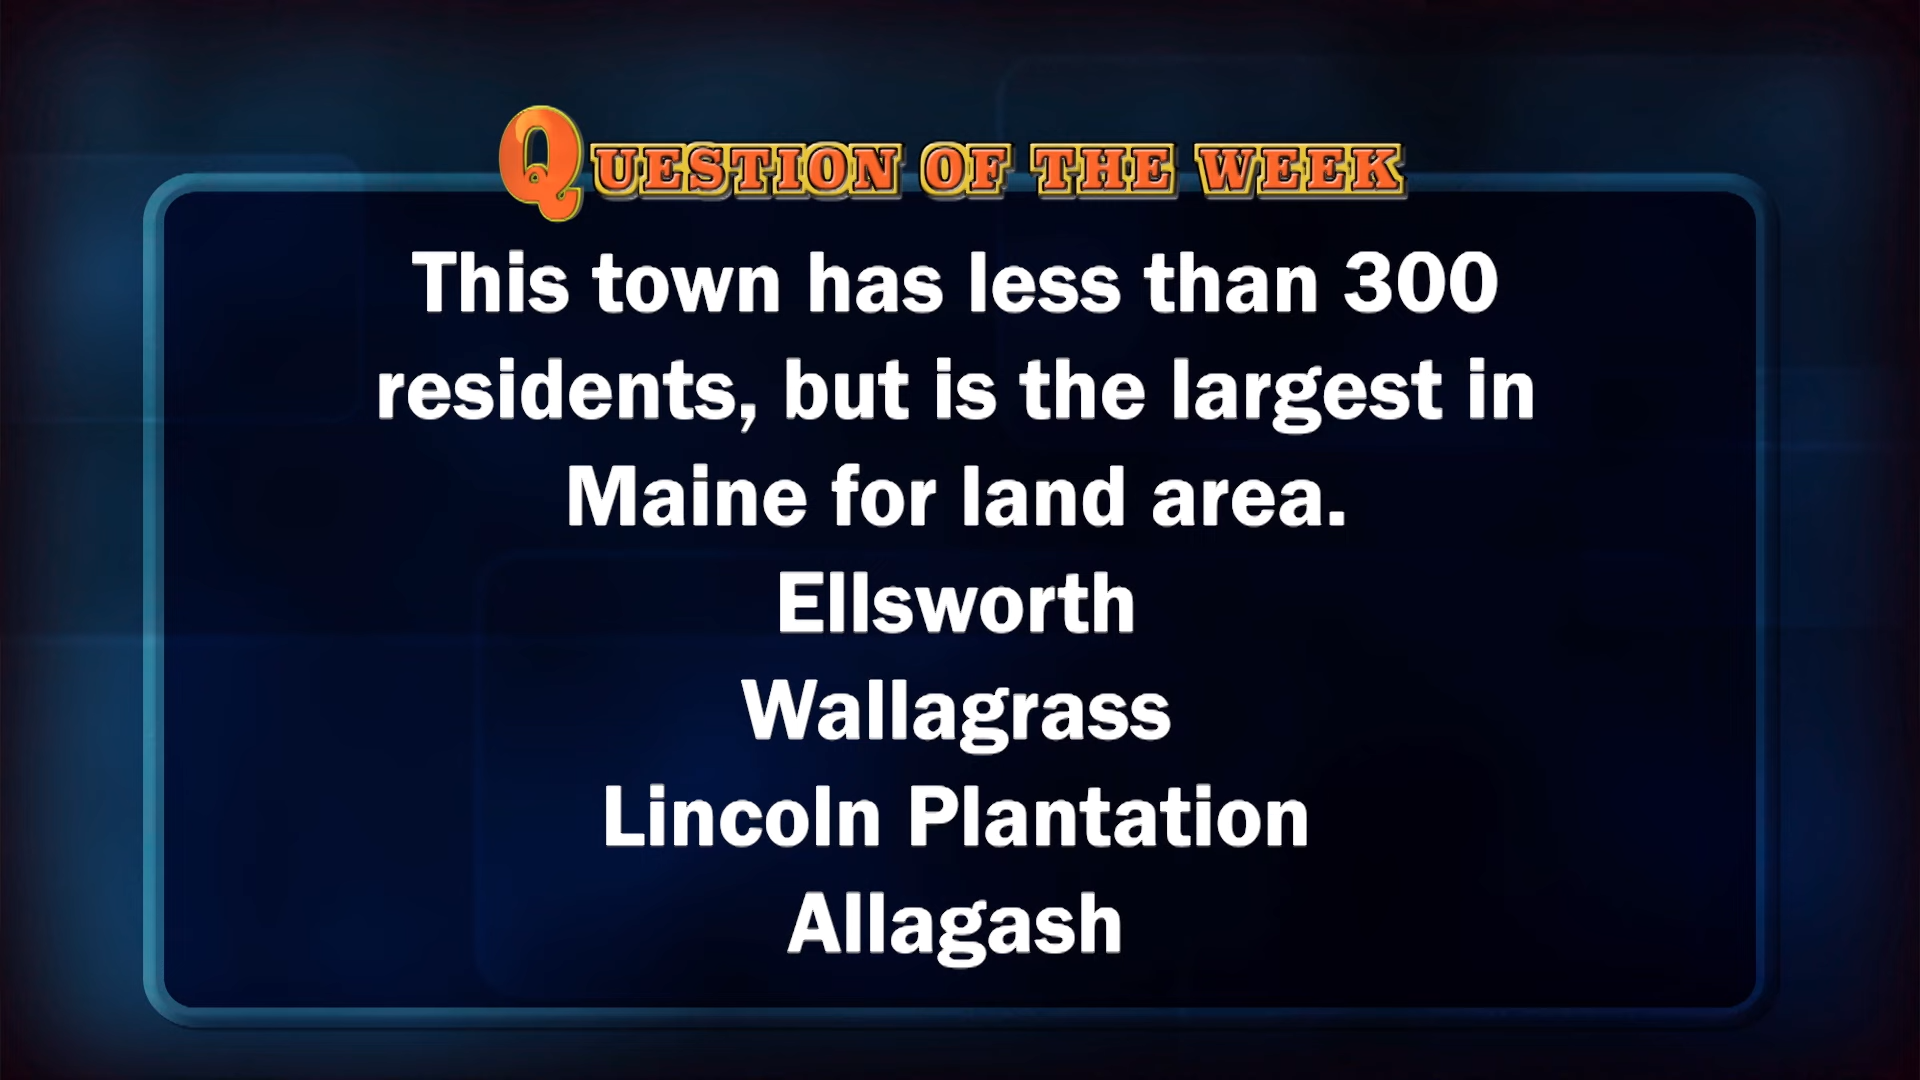 QUESTION OF THE WEEK
This town has less than 300
residents, but is the largest in
Maine for land area.
Ellsworth
Wallagrass
Lincoln Plantation
Allagash